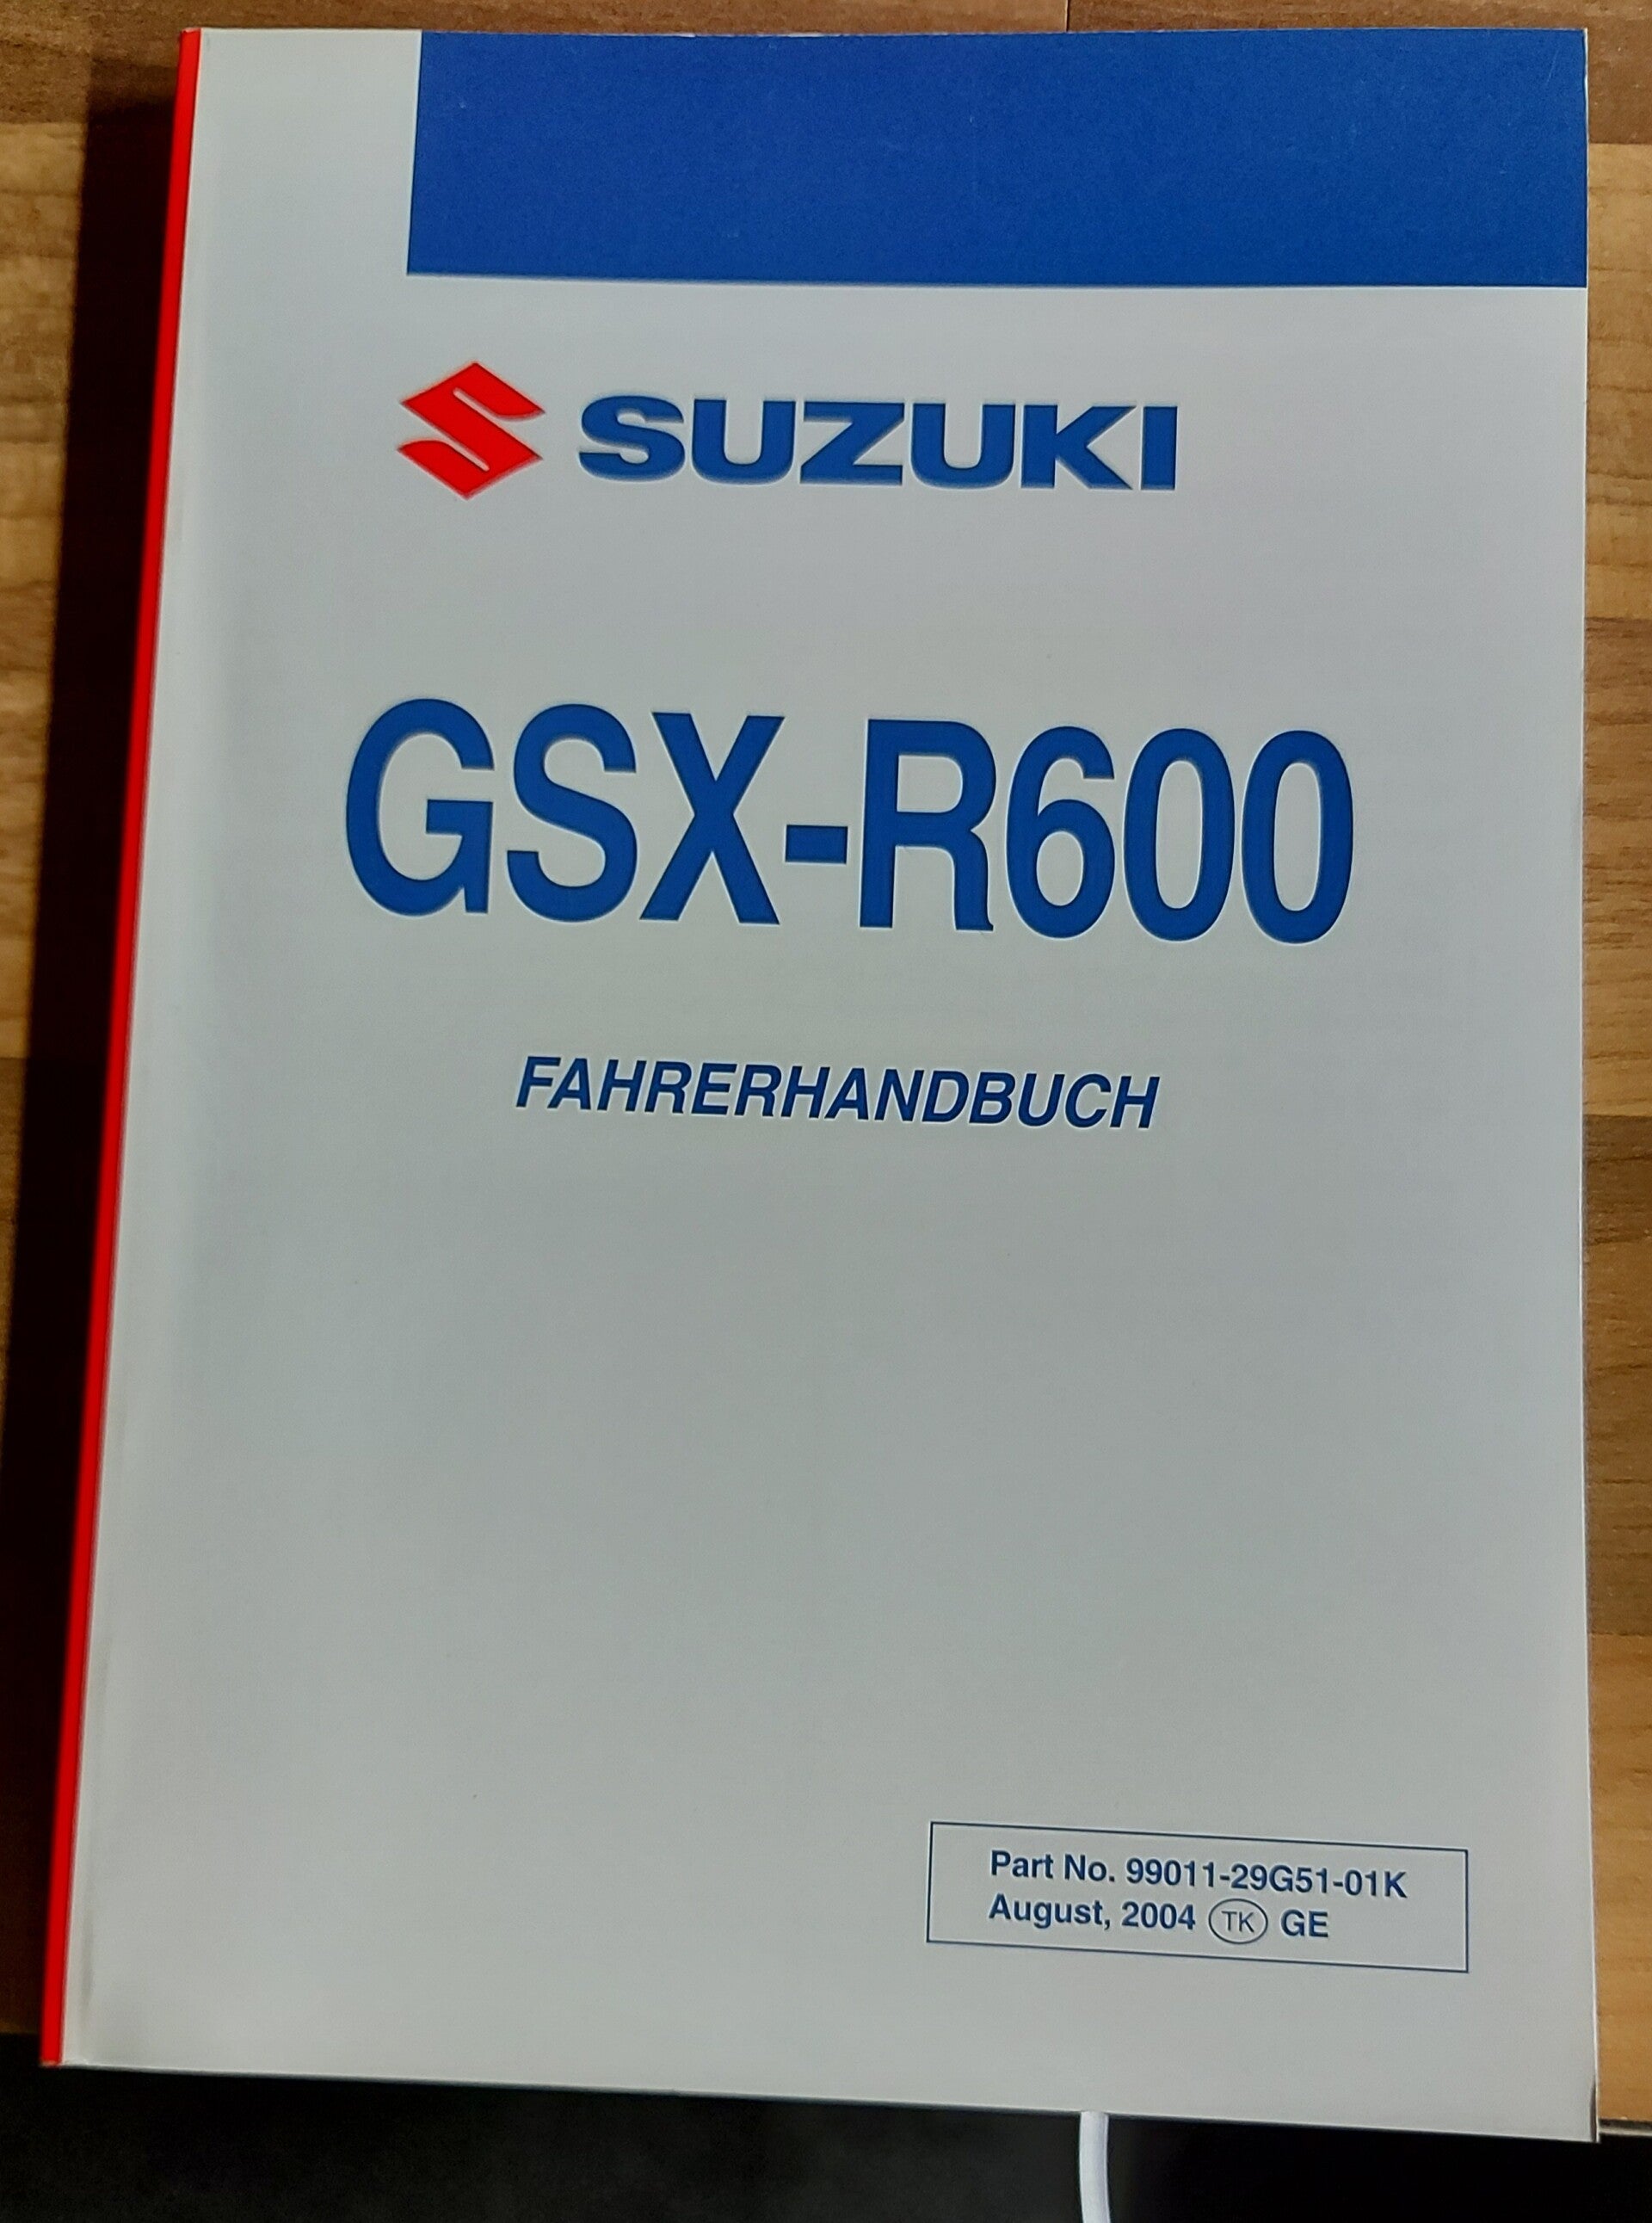 SUZUKI
GSX-R600
FAHRERHANDBUCH
Part No. 99011-29G51-01K
August, 2004 TK GE